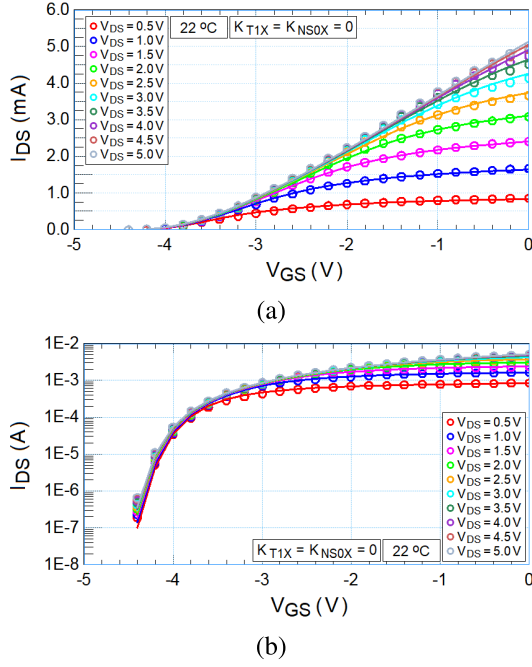 6.0
5.0
4.0
3.0
2.0
1.0
0.0
I_DS (mA)
V_DS = 0.5 V
V_DS = 1.0 V
V_DS = 1.5 V
V_DS = 2.0 V
V_DS = 2.5 V
V_DS = 3.0 V
V_DS = 3.5 V
V_DS = 4.0 V
V_DS = 4.5 V
V_DS = 5.0 V
22 ºC
K_T1X = K_NS0X = 0
-5 -4 -3 -2 -1 0
V_GS (V)
(a)
1E-2
1E-3
1E-4
1E-5
1E-6
1E-7
1E-8
I_DS (A)
V_DS = 0.5 V
V_DS = 1.0 V
V_DS = 1.5 V
V_DS = 2.0 V
V_DS = 2.5 V
V_DS = 3.0 V
V_DS = 3.5 V
V_DS = 4.0 V
V_DS = 4.5 V
V_DS = 5.0 V
K_T1X = K_NS0X = 0
22 ºC
-5 -4 -3 -2 -1 0
V_GS (V)
(b)